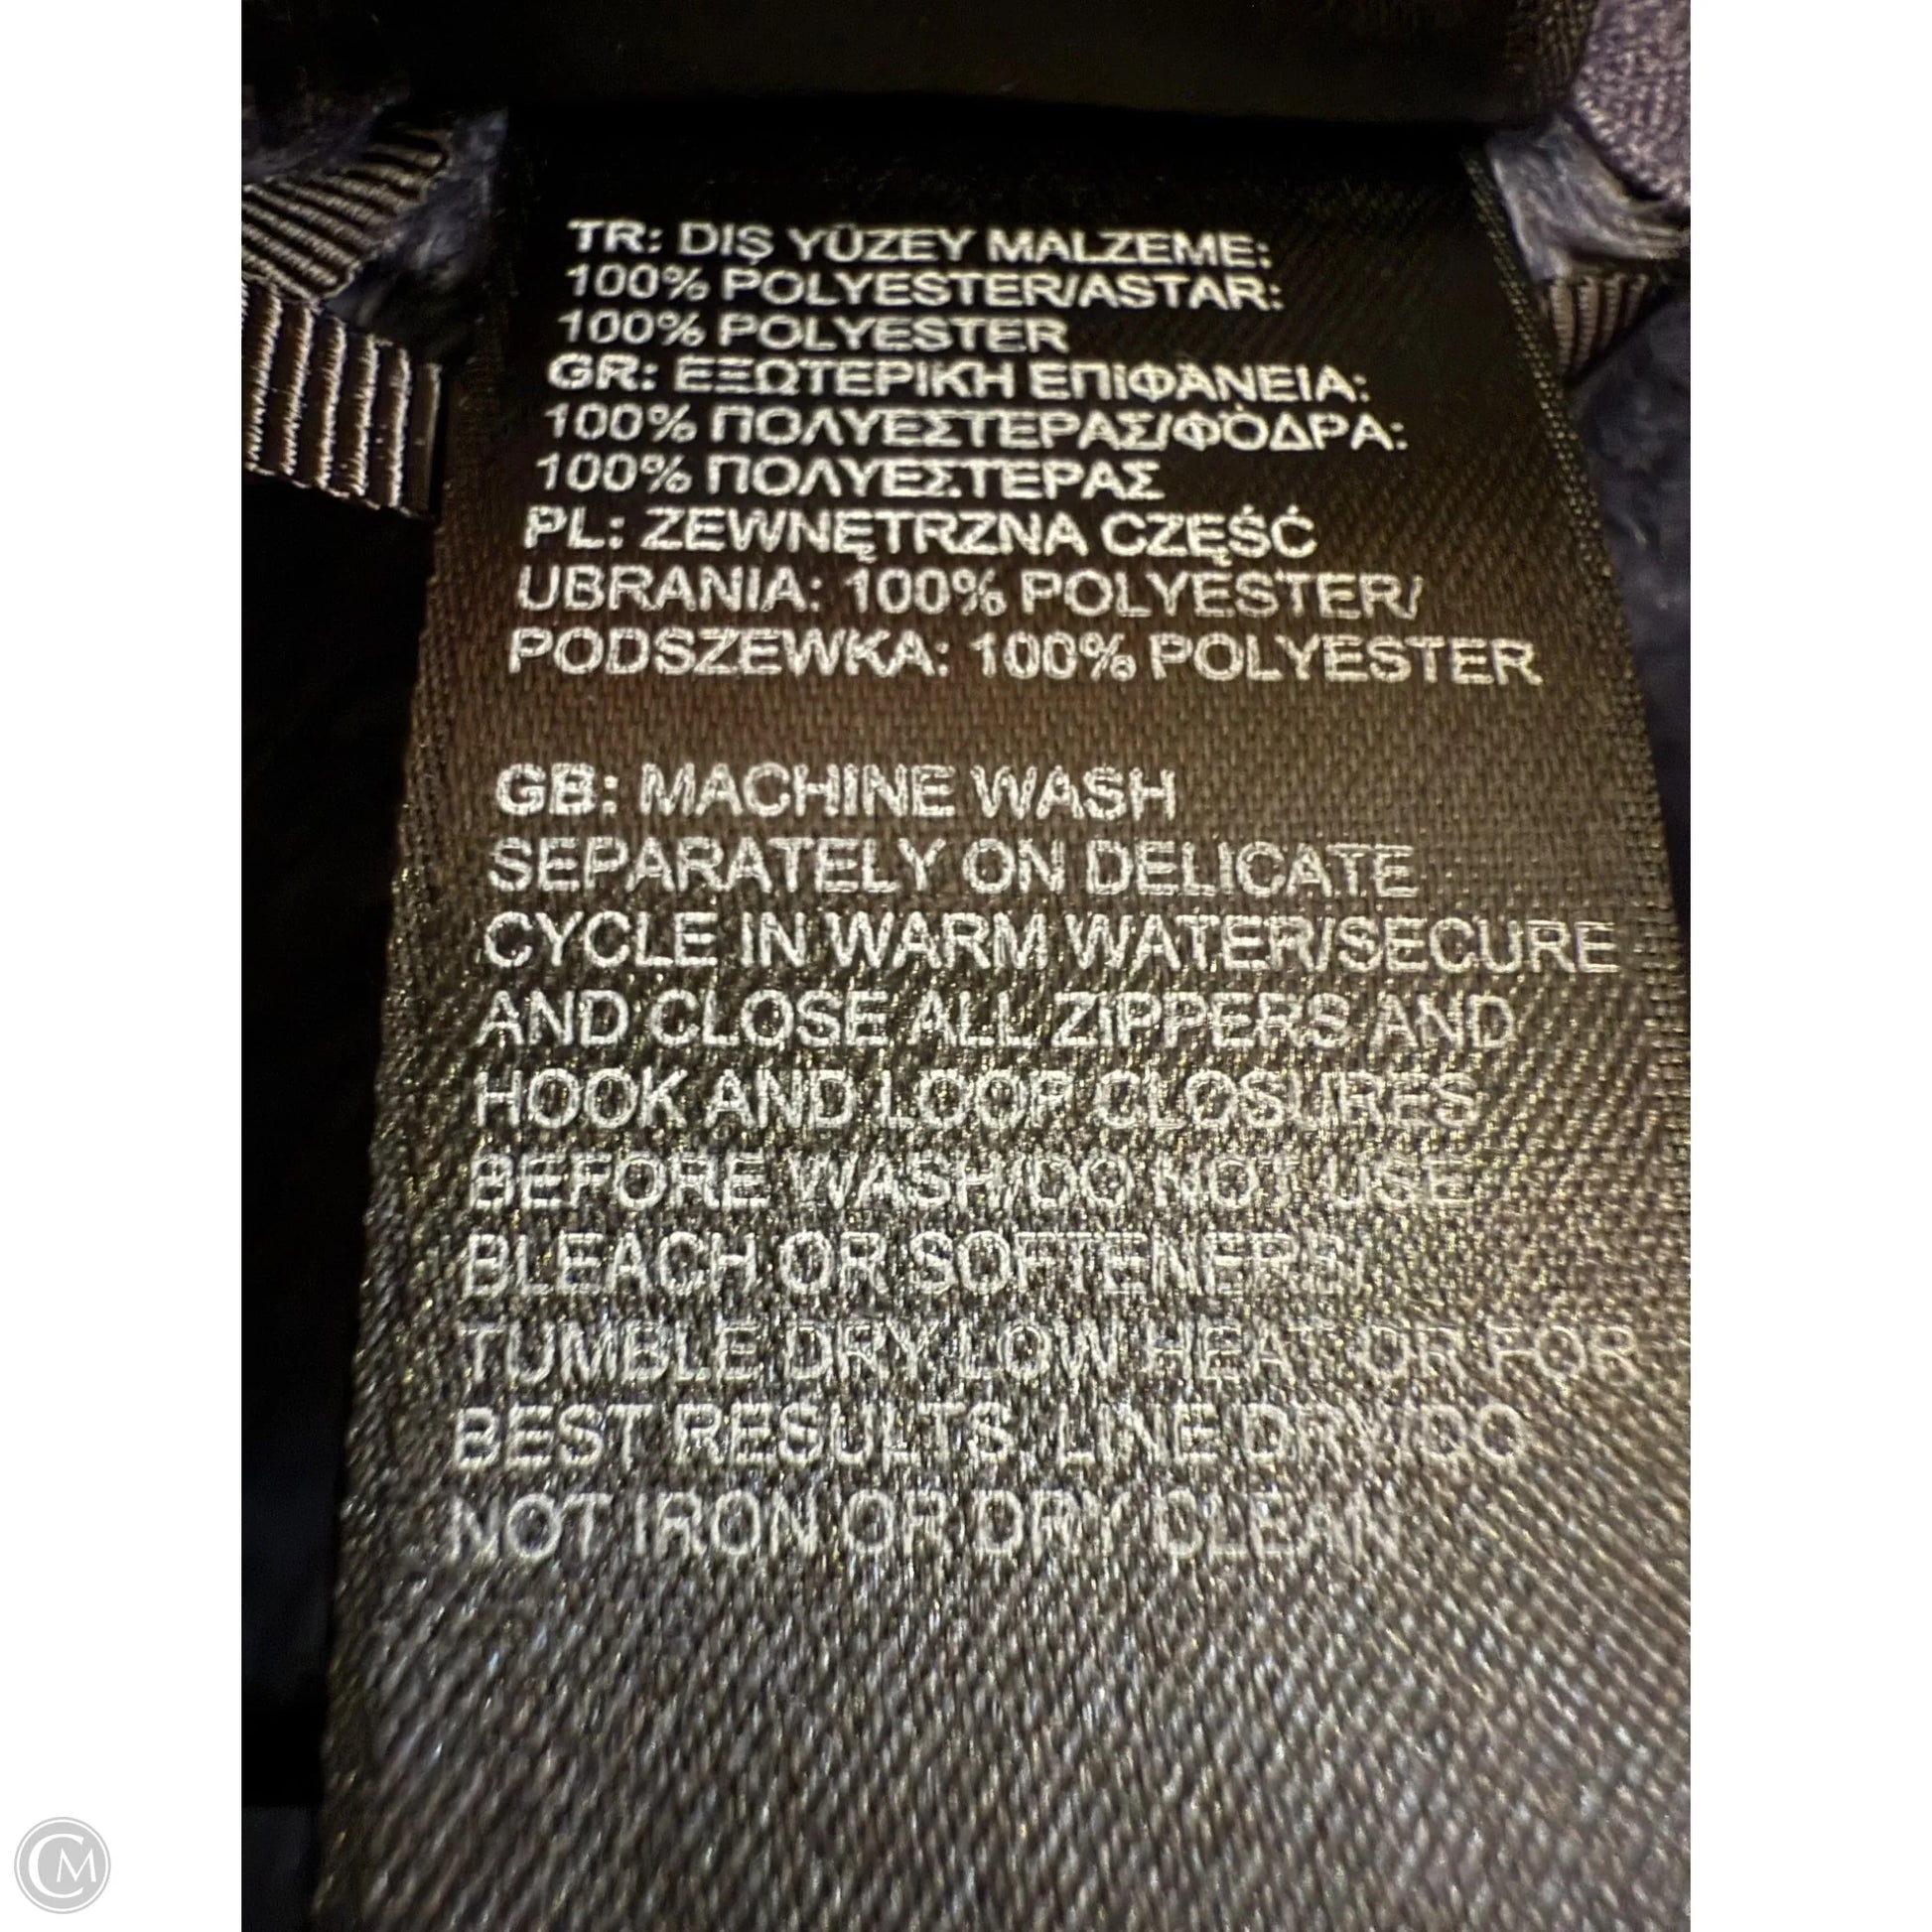 TR: DIŞ YÜZEY MALZEME:
100% POLYESTER/ASTAR:
100% POLYESTER
GR: ΕΞΩΤΕΡΙΚΗ ΕΠΙΦΑΝΕΙΑ:
100% ΠΟΛΥΕΣΤΕΡΑΣ/ΦΟΔΡΑ:
100% ΠΟΛΥΕΣΤΕΡΑΣ
PL: ZEWNĘTRZNA CZĘŚĆ
UBRANIA: 100% POLYESTER/
PODSZEWKA: 100% POLYESTER
GB: MACHINE WASH
SEPARATELY ON DELICATE
CYCLE IN WARM WATER/SECURE
AND CLOSE ALL ZIPPERS AND
HOOK AND LOOP CLOSURES
BEFORE WASH/DO NOT USE
BLEACH OR SOFTENERS/
TUMBLE DRY LOW HEAT OR FOR
BEST RESULTS, LINE DRY/DO
NOT IRON OR DRY CLEAN
CM